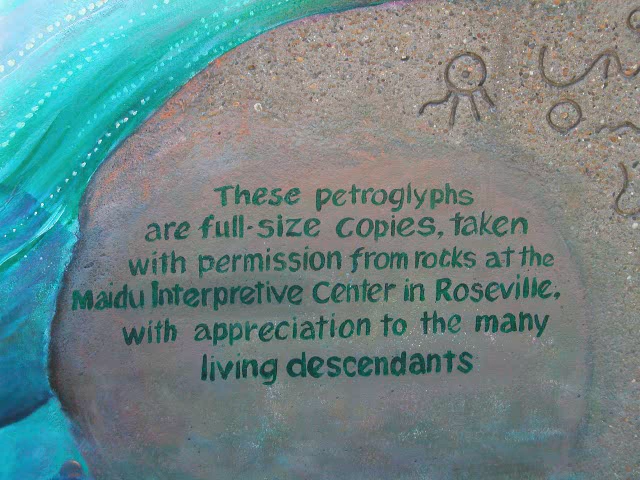 These petroglyphs
are full-size copies, taken
with permission from rocks at the
Maidu Interpretive Center in Roseville,
with appreciation to the many
living descendants